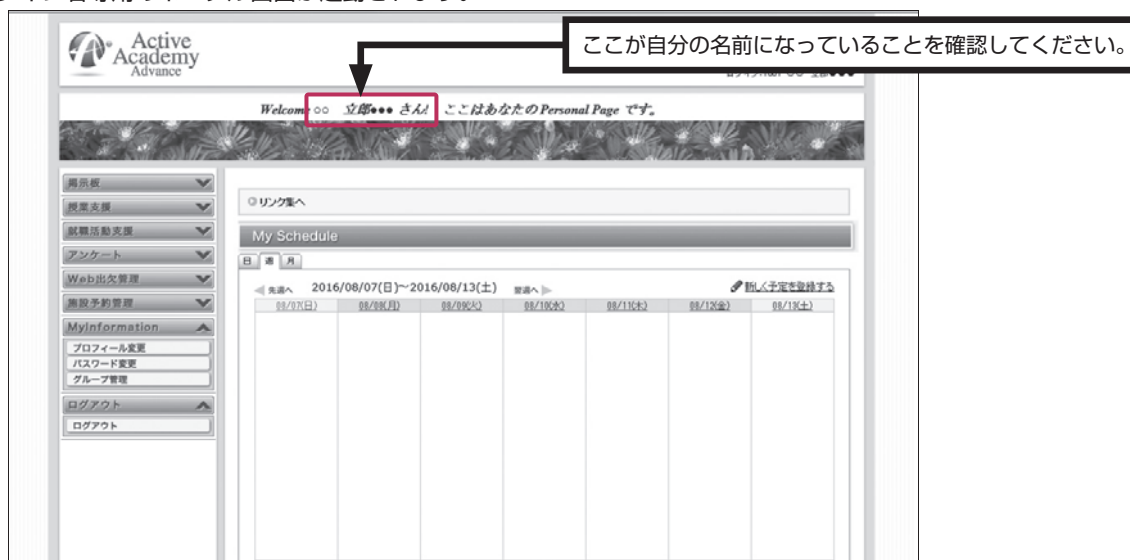 Active
Academy
Advance
ここが自分の名前になっていることを確認してください。
Welcome ○○ 立郎●●● さん! ここはあなたの Personal Page です。
掲示板
授業支援
就職活動支援
アンケート
Web出欠管理
施設予約管理
MyInformation
プロフィール変更
パスワード変更
グループ管理
ログアウト
ログアウト
リンク集へ
My Schedule
日 週 月
先週へ 2016/08/07(日)~2016/08/13(土) 翌週へ 新しく予定を登録する
08/07(日) 08/08(月) 08/09(火) 08/10(水) 08/11(木) 08/12(金) 08/13(土)